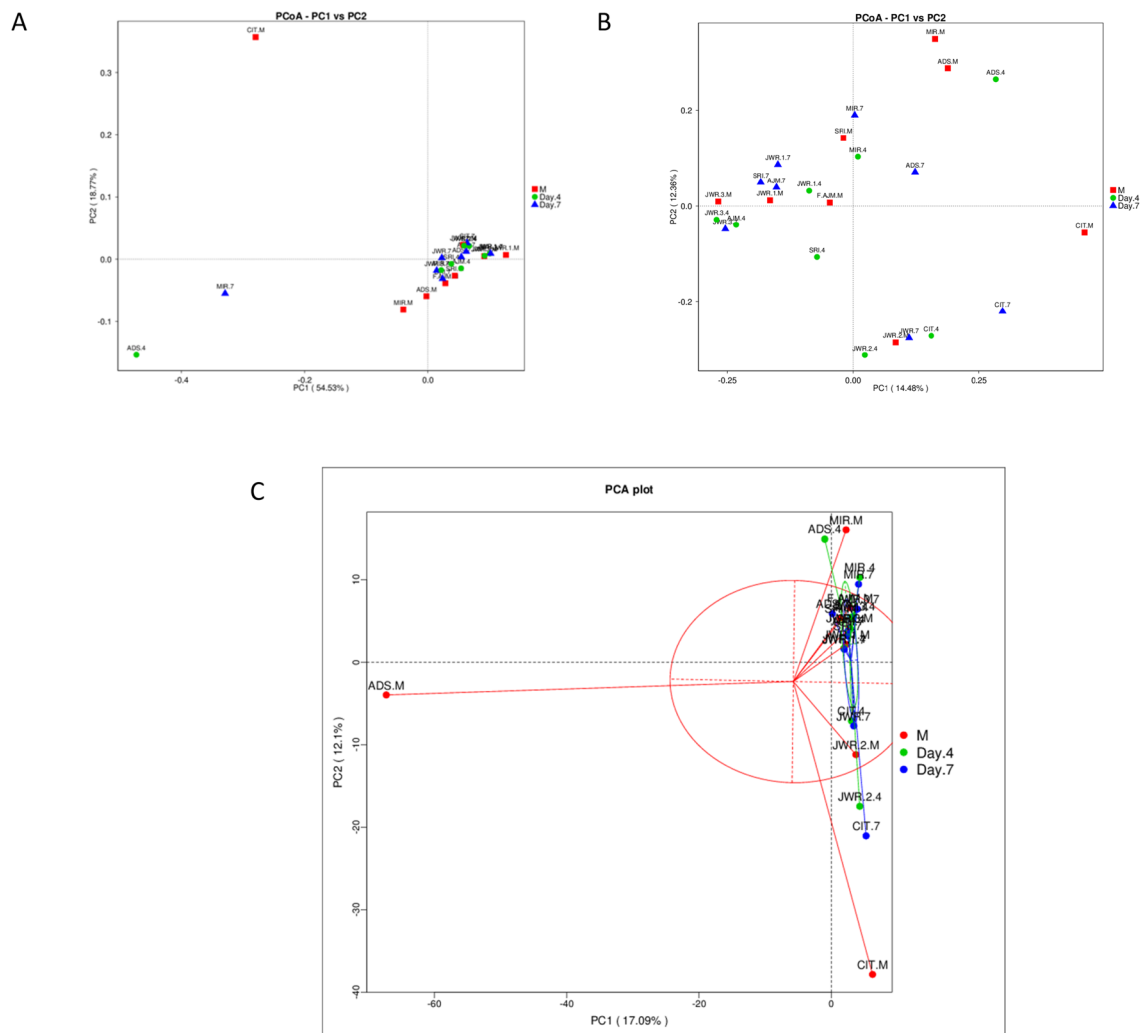 A
PCoA - PC1 vs PC2
CIT.M
0.3
0.2
0.1
0.0
-0.1
PC2 ( 18.77% )
MIR.7
ADS.4
MIR.M
ADS.M
F.AJM.
JWR.7
AJM.4
1.M
-0.4
-0.2
0.0
PC1 ( 54.53% )
M
Day.4
Day.7
B
PCoA - PC1 vs PC2
MIR.M
ADS.M
ADS.4
MIR.7
SRI.M
MIR.4
JWR.1.7
ADS.7
SRI.7
AJM.7
JWR.1.4
JWR.3.M
JWR.1.M
F.AJM.M
JWR.3.4
AJM.4
SRI.4
CIT.M
CIT.7
JWR.2.M
JWR.7
CIT.4
JWR.2.4
0.2
0.0
-0.2
PC2 ( 12.36% )
-0.25
0.00
0.25
PC1 ( 14.48% )
M
Day.4
Day.7
C
PCA plot
ADS.4
MIR.M
MIR.4
MIR.7
ADS.M
CIT.4
JWR.7
JWR.2.M
JWR.2.4
CIT.7
CIT.M
10
0
-10
-20
-30
-40
PC2 ( 12.1% )
-60
-40
-20
0
PC1 ( 17.09% )
M
Day.4
Day.7